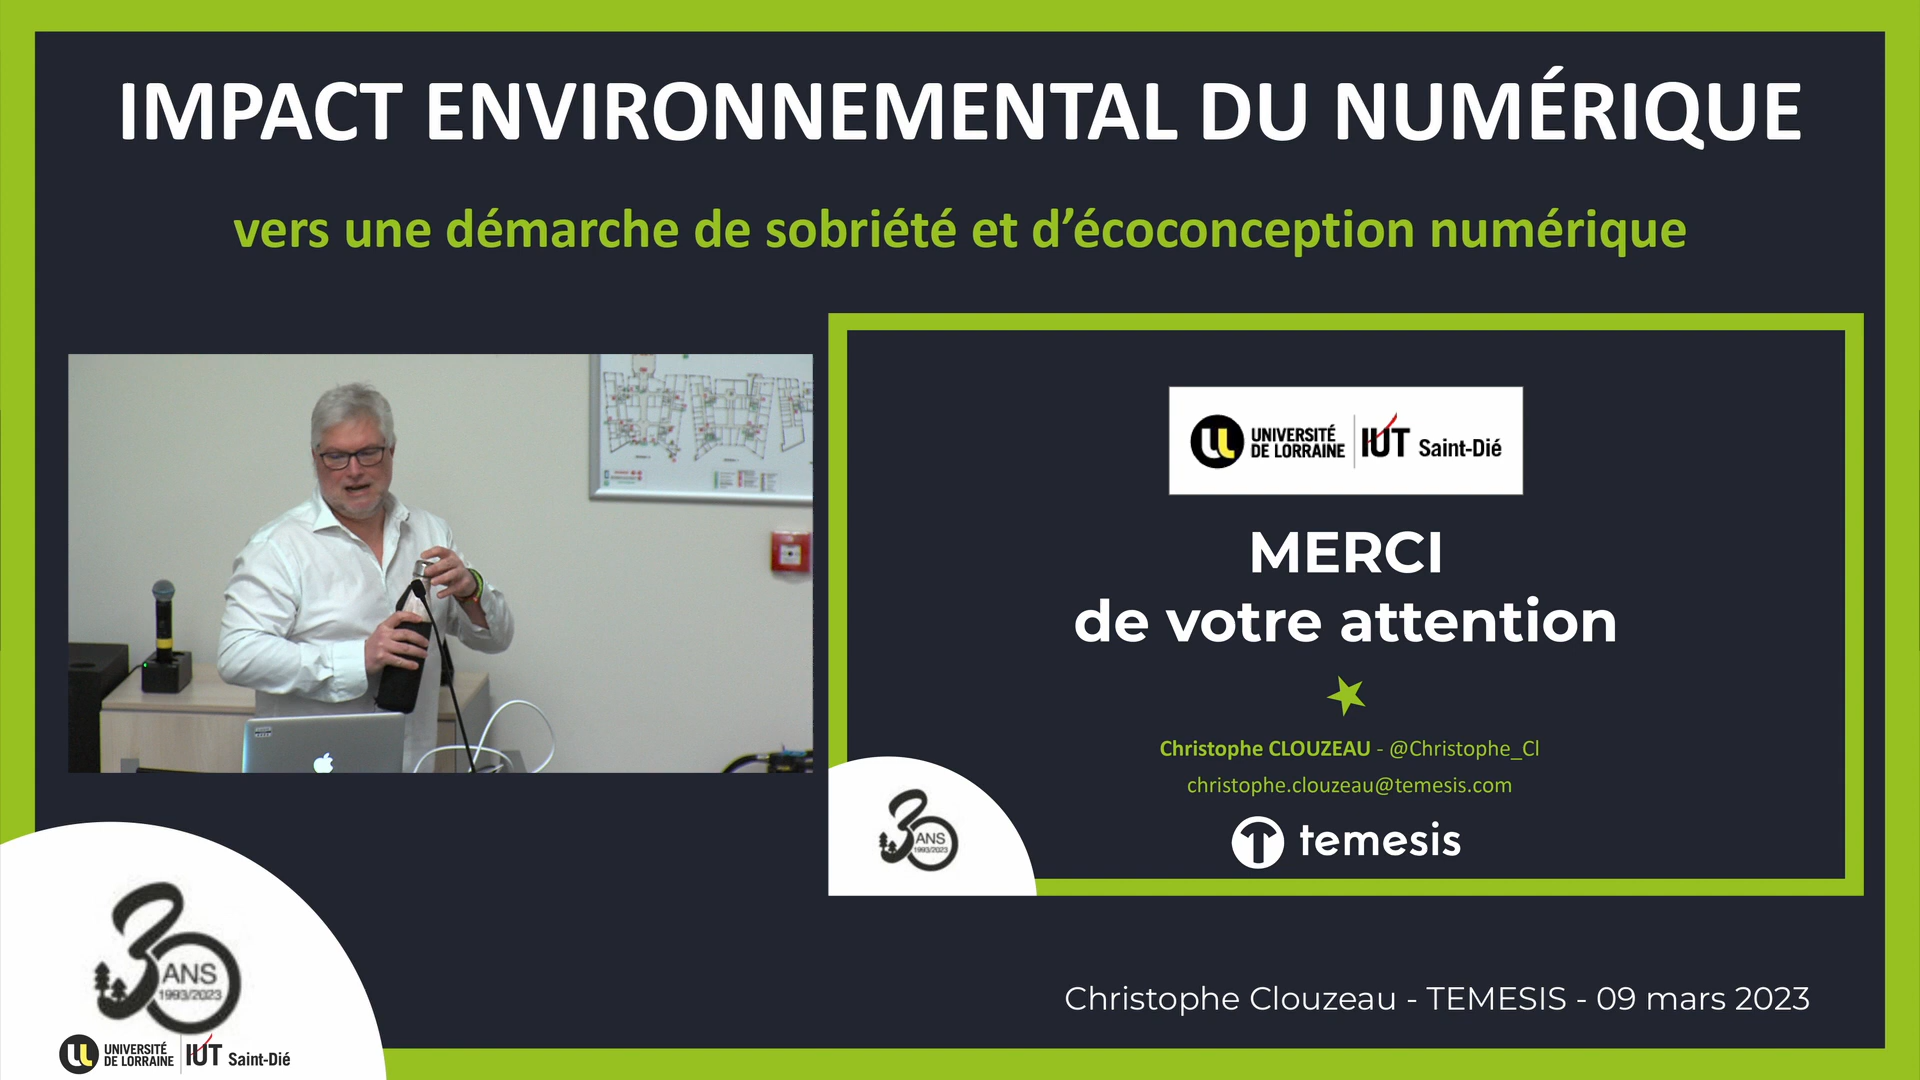 IMPACT ENVIRONNEMENTAL DU NUMÉRIQUE
vers une démarche de sobriété et d’écoconception numérique
UNIVERSITÉ
DE LORRAINE
IUT Saint-Dié
MERCI
de votre attention
Christophe CLOUZEAU - @Christophe_Cl
christophe.clouzeau@temesis.com
temesis
30 ANS
1993/2023
Christophe Clouzeau - TEMESIS - 09 mars 2023
30 ANS
1993/2023
UNIVERSITÉ
DE LORRAINE
IUT Saint-Dié